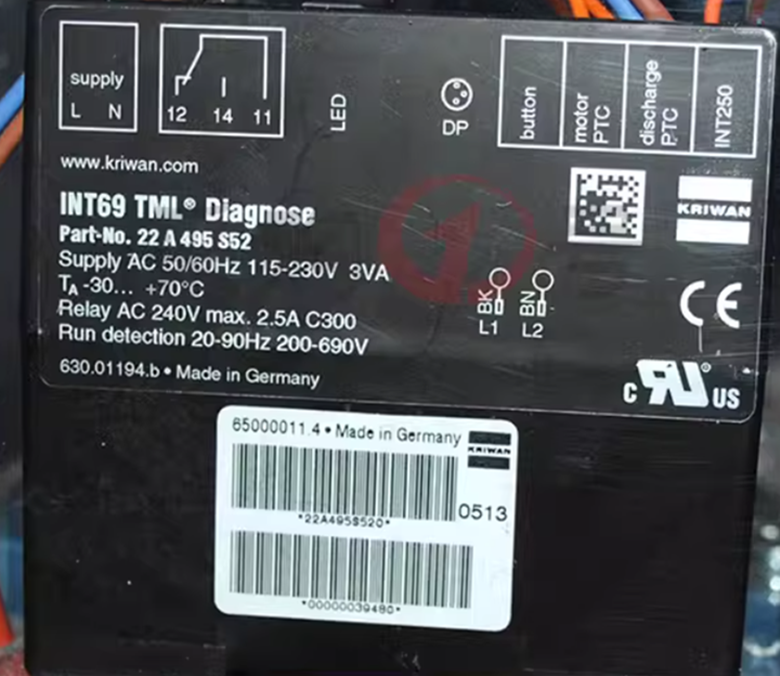 supply
L N
12 14 11
LED
DP
button
motor PTC
discharge PTC
INT250
www.kriwan.com
INT69 TML® Diagnose
Part-No. 22 A 495 S52
Supply AC 50/60Hz 115-230V 3VA
TA -30... +70°C
Relay AC 240V max. 2.5A C300
Run detection 20-90Hz 200-690V
630.01194.b • Made in Germany
KRIWAN
BK BN
L1 L2
CE
c RU® US
65000011.4 • Made in Germany
KRIWAN
0513
*22A495S520*
*00000039480*